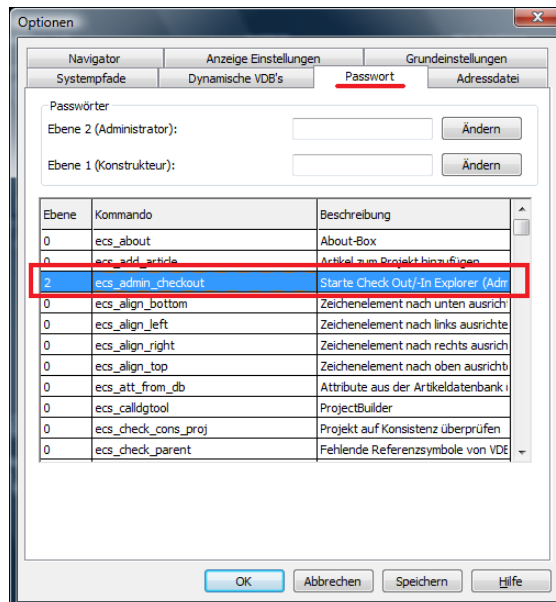 Optionen
Navigator Anzeige Einstellungen Grundeinstellungen
Systempfade Dynamische VDB's Passwort Adressdatei
Passwörter
Ebene 2 (Administrator): Ändern
Ebene 1 (Konstrukteur): Ändern
Ebene Kommando Beschreibung
0 ecs_about About-Box
0 ecs_add_article Artikel zum Projekt hinzufügen
2 ecs_admin_checkout Starte Check Out/-In Explorer (Adm
0 ecs_align_bottom Zeichenelement nach unten ausrich
0 ecs_align_left Zeichenelement nach links ausrichte
0 ecs_align_right Zeichenelement nach rechts ausrich
0 ecs_align_top Zeichenelement nach oben ausricht
0 ecs_att_from_db Attribute aus der Artikeldatenbank
0 ecs_calldgtool ProjectBuilder
0 ecs_check_cons_proj Projekt auf Konsistenz überprüfen
0 ecs_check_parent Fehlende Referenzsymbole von VDE
OK Abbrechen Speichern Hilfe